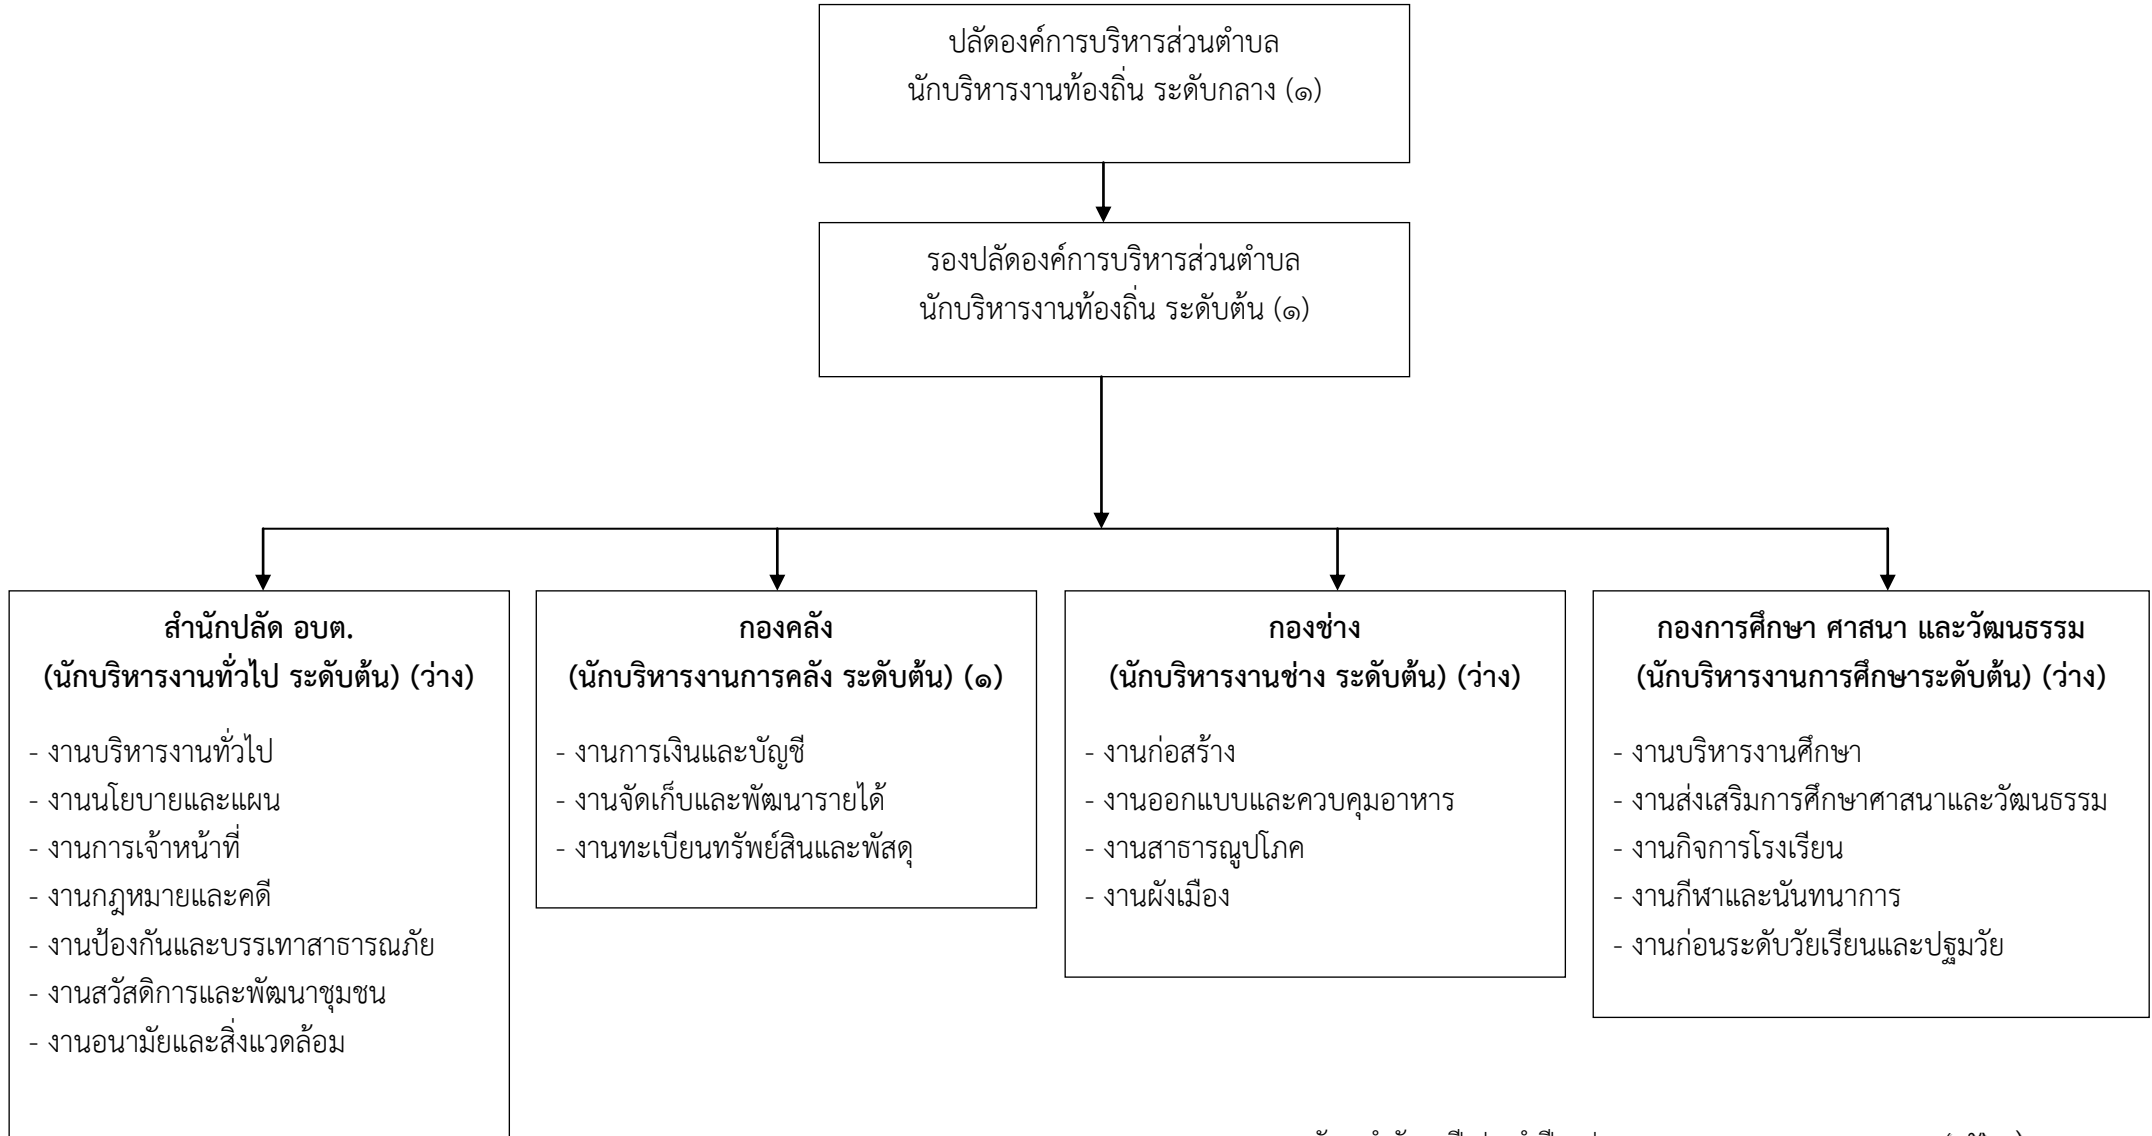 ปลัดองค์การบริหารส่วนตำบล
นักบริหารงานท้องถิ่น ระดับกลาง (๑)
รองปลัดองค์การบริหารส่วนตำบล
นักบริหารงานท้องถิ่น ระดับต้น (๑)
สำนักปลัด อบต.
(นักบริหารงานทั่วไป ระดับต้น) (ว่าง)
- งานบริหารงานทั่วไป
- งานนโยบายและแผน
- งานการเจ้าหน้าที่
- งานกฎหมายและคดี
- งานป้องกันและบรรเทาสาธารณภัย
- งานสวัสดิการและพัฒนาชุมชน
- งานอนามัยและสิ่งแวดล้อม
กองคลัง
(นักบริหารงานการคลัง ระดับต้น) (๑)
- งานการเงินและบัญชี
- งานจัดเก็บและพัฒนารายได้
- งานทะเบียนทรัพย์สินและพัสดุ
กองช่าง
(นักบริหารงานช่าง ระดับต้น) (ว่าง)
- งานก่อสร้าง
- งานออกแบบและควบคุมอาหาร
- งานสาธารณูปโภค
- งานผังเมือง
กองการศึกษา ศาสนา และวัฒนธรรม
(นักบริหารงานการศึกษาระดับต้น) (ว่าง)
- งานบริหารงานศึกษา
- งานส่งเสริมการศึกษาศาสนาและวัฒนธรรม
- งานกิจการโรงเรียน
- งานกีฬาและนันทนาการ
- งานก่อนระดับวัยเรียนและปฐมวัย